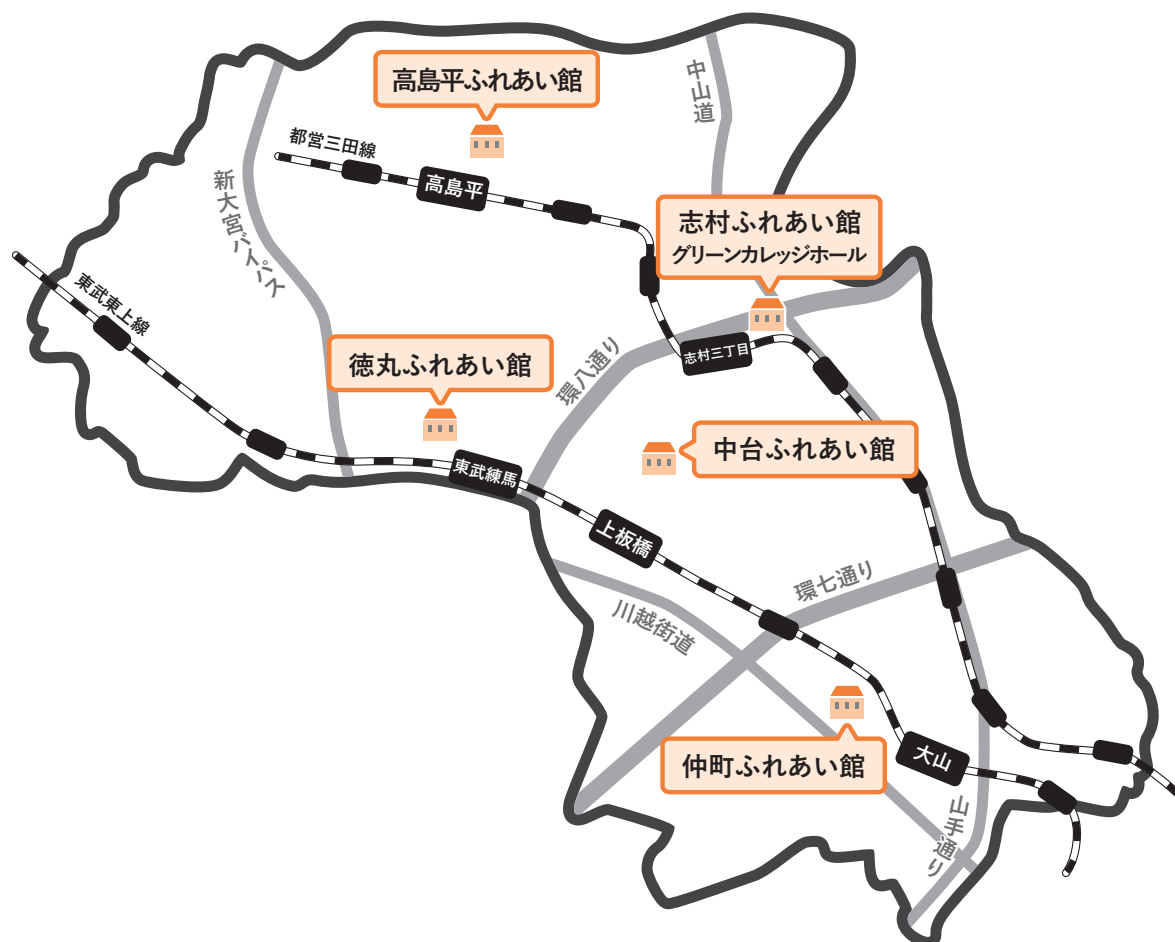 高島平ふれあい館
中山道
都営三田線
高島平
新大宮バイパス
志村ふれあい館
グリーンカレッジホール
東武東上線
徳丸ふれあい館
環八通り
志村三丁目
中台ふれあい館
東武練馬
上板橋
環七通り
川越街道
仲町ふれあい館
大山
山手通り